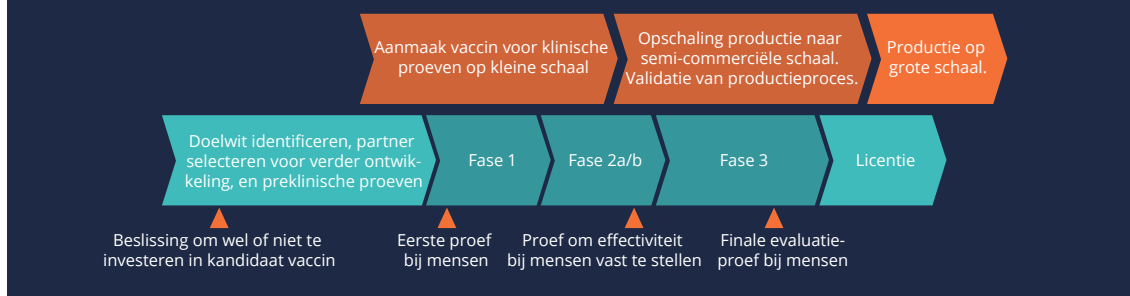 Aanmaak vaccin voor klinische
proeven op kleine schaal
Opschaling productie naar
semi-commerciële schaal.
Validatie van productieproces.
Productie op
grote schaal.
Doelwit identificeren, partner
selecteren voor verder ontwik-
keling, en preklinische proeven
Fase 1
Fase 2a/b
Fase 3
Licentie
Beslissing om wel of niet te
investeren in kandidaat vaccin
Eerste proef
bij mensen
Proef om effectiviteit
bij mensen vast te stellen
Finale evaluatie-
proef bij mensen